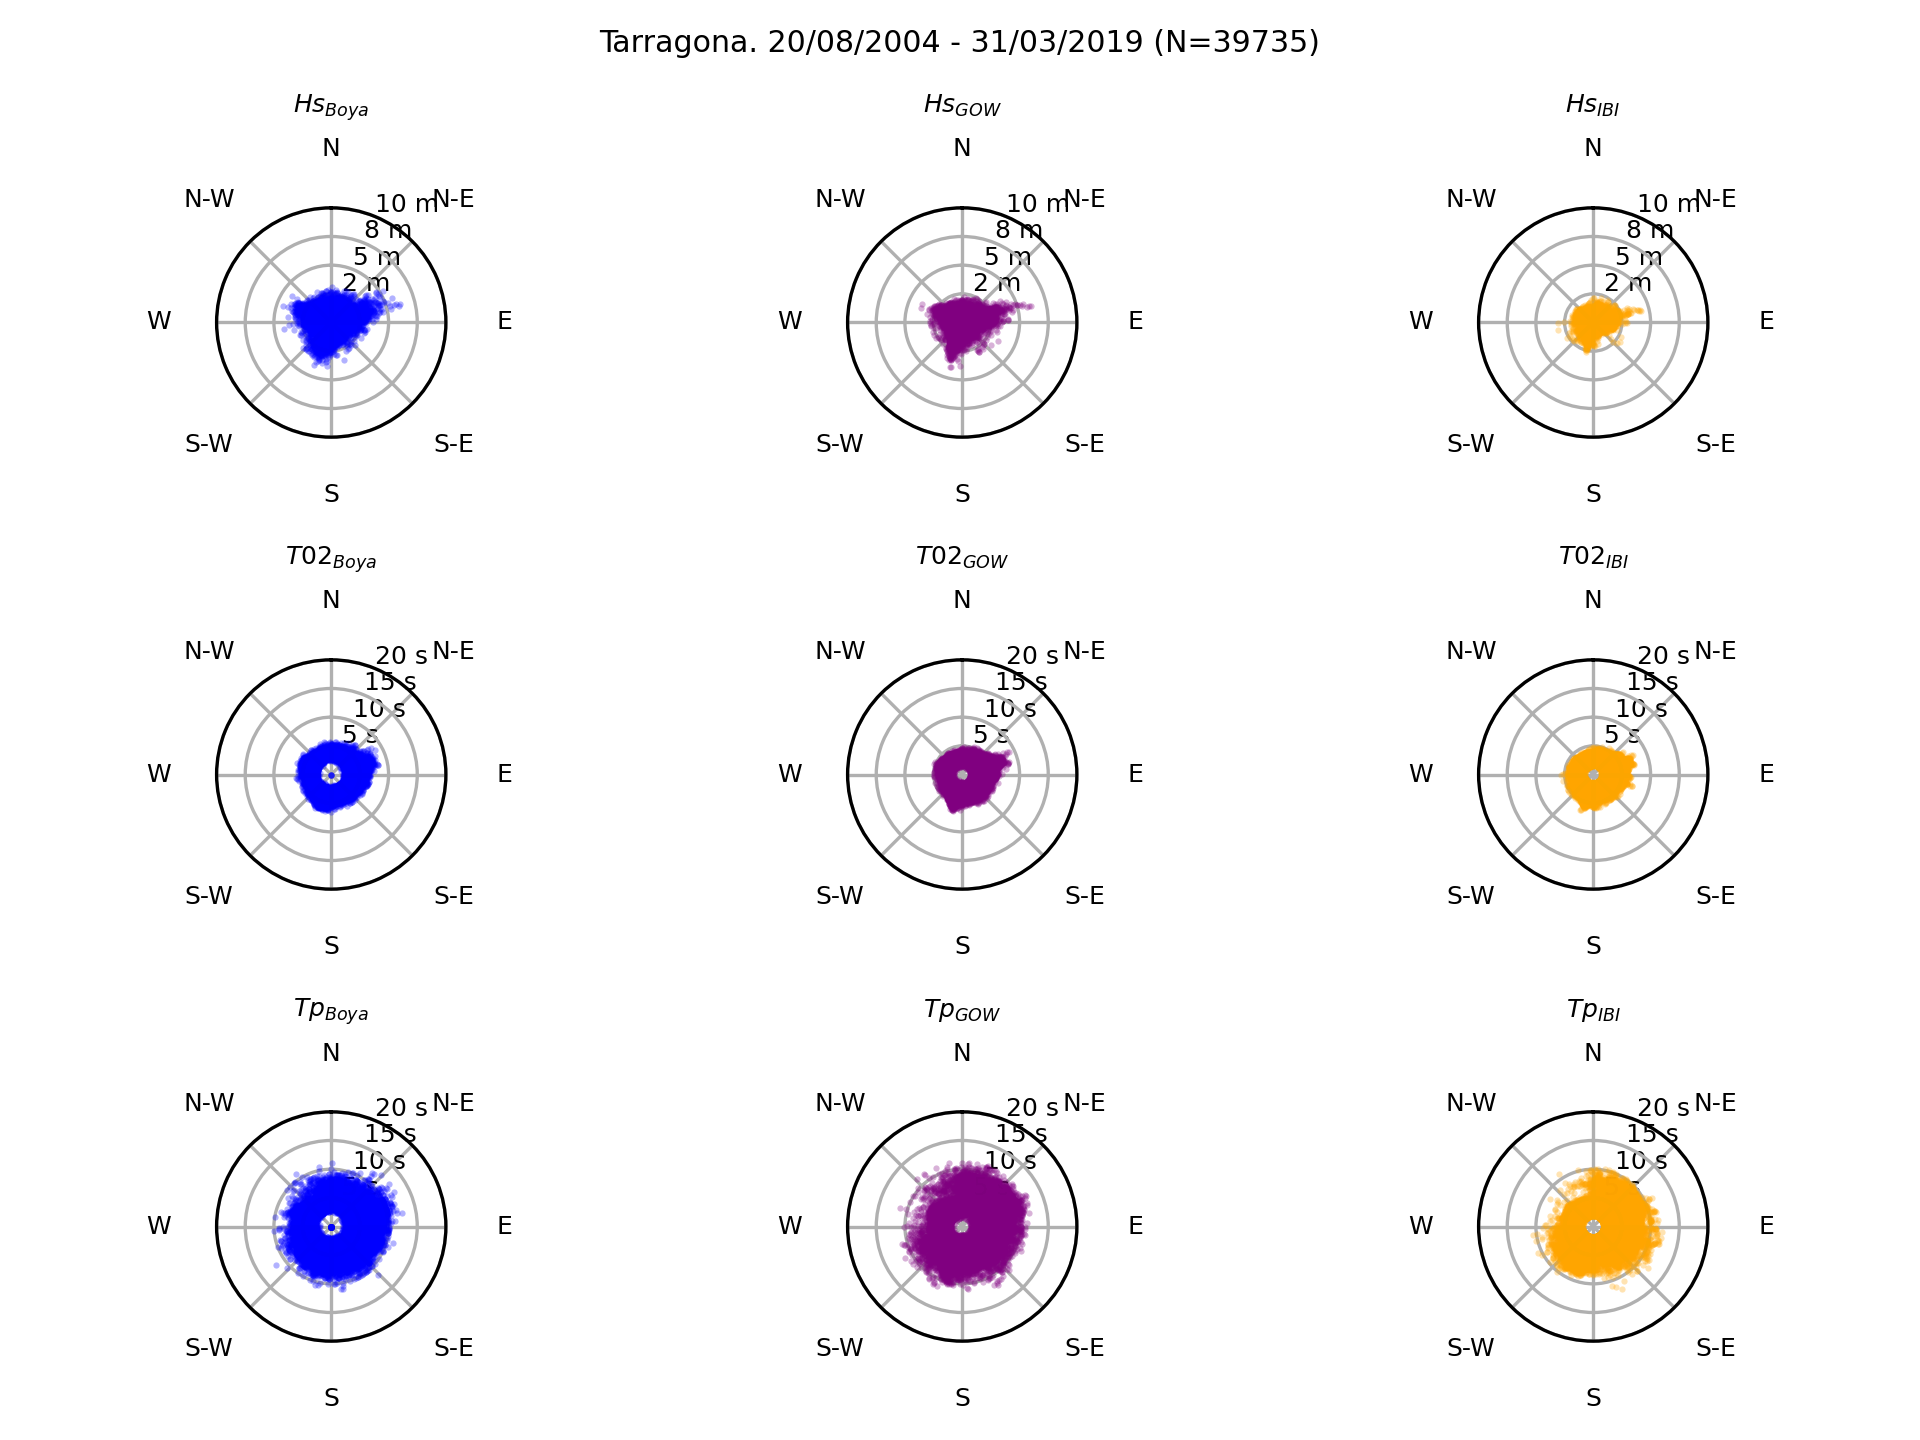 Tarragona. 20/08/2004 - 31/03/2019 (N=39735)
Hs_Boya Hs_GOW Hs_IBI
N N N
N-W 10 m N-E N-W 10 m N-E N-W 10 m N-E
8 m 8 m 8 m
5 m 5 m 5 m
2 m 2 m 2 m
W E W E W E
S-W S-E S-W S-E S-W S-E
S S S
T02_Boya T02_GOW T02_IBI
N N N
N-W 20 s N-E N-W 20 s N-E N-W 20 s N-E
15 s 15 s 15 s
10 s 10 s 10 s
5 s 5 s 5 s
W E W E W E
S-W S-E S-W S-E S-W S-E
S S S
Tp_Boya Tp_GOW Tp_IBI
N N N
N-W 20 s N-E N-W 20 s N-E N-W 20 s N-E
15 s 15 s 15 s
10 s 10 s 10 s
W E W E W E
S-W S-E S-W S-E S-W S-E
S S S